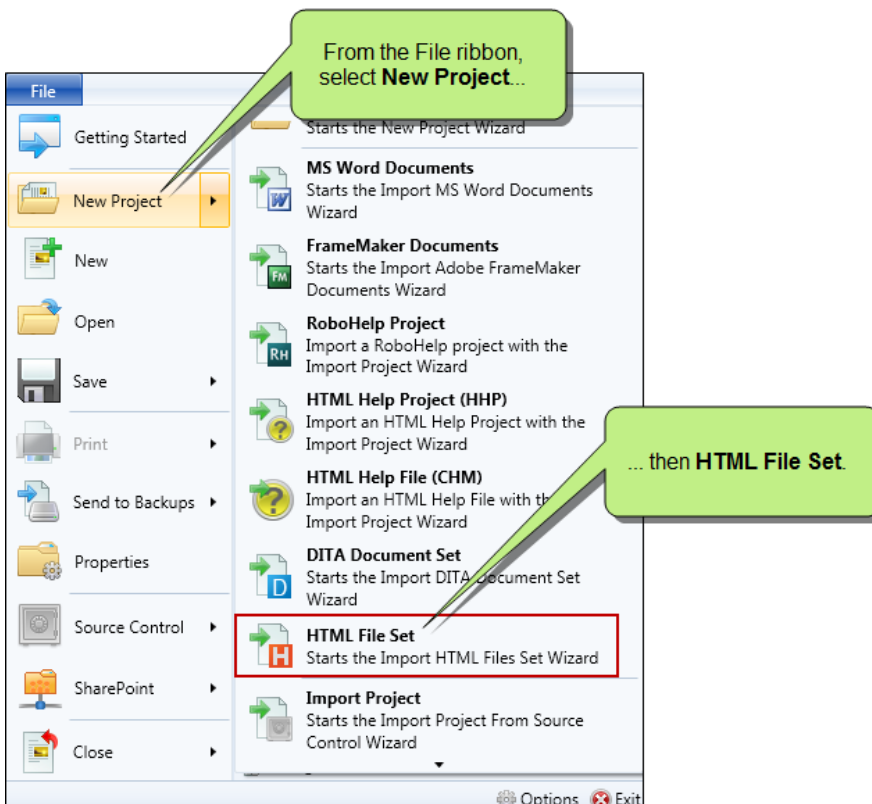 From the File ribbon,
select New Project...
File
Getting Started
New Project
New
Open
Save
Print
Send to Backups
Properties
Source Control
SharePoint
Close
Starts the New Project Wizard
MS Word Documents
Starts the Import MS Word Documents
Wizard
W
FrameMaker Documents
Starts the Import Adobe FrameMaker
Documents Wizard
FM
RoboHelp Project
Import a RoboHelp project with the
Import Project Wizard
RH
HTML Help Project (HHP)
Import an HTML Help Project with the
Import Project Wizard
?
HTML Help File (CHM)
Import an HTML Help File with th
Import Project Wizard
?
DITA Document Set
Starts the Import DITA Document Set
Wizard
D
HTML File Set
Starts the Import HTML Files Set Wizard
H
Import Project
Starts the Import Project From Source
Control Wizard
... then HTML File Set.
Options
Exit